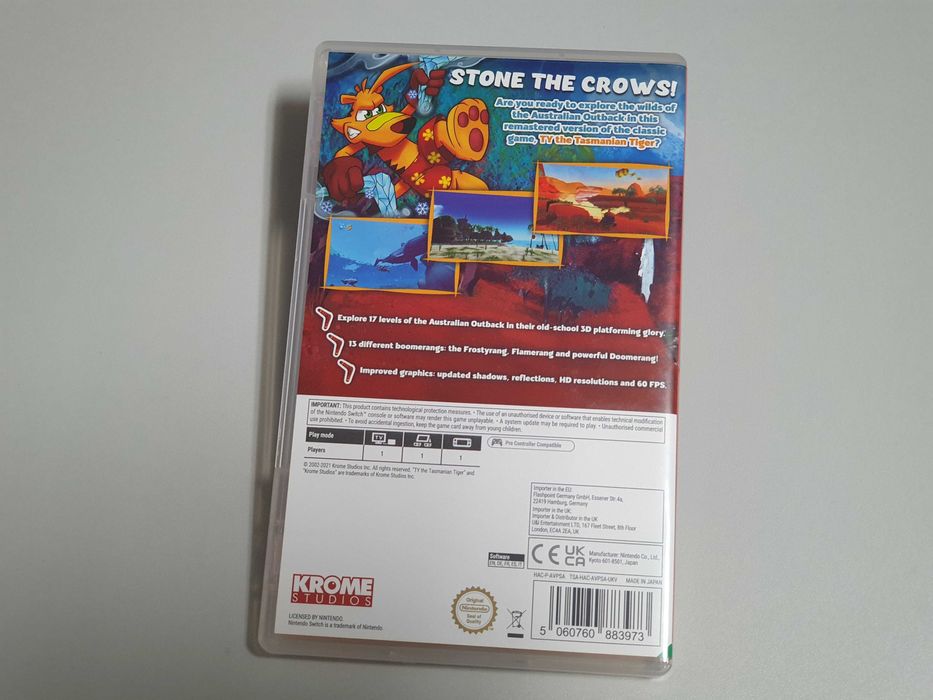 STONE THE CROWS!
Are you ready to explore the wilds of
the Australian Outback in this
remastered version of the classic
game, TY the Tasmanian Tiger?
Explore 17 levels of the Australian Outback in their old-school 3D platforming glory.
13 different boomerangs: the Frostyrang, Flamerang and powerful Doomerang!
Improved graphics: updated shadows, reflections, HD resolutions and 60 FPS.
IMPORTANT: This product contains technological protection measures. • The use of an unauthorised device or software that enables technical modification
of the Nintendo Switch™ console or software may render this game unplayable. • A system update may be required to play. • Unauthorised commercial
use prohibited. • To avoid accidental ingestion, keep the game card away from young children.
Play mode
TV
Players
1
1
1
Pro Controller Compatible
© 2002-2021 Krome Studios Inc. All rights reserved. "TY the Tasmanian Tiger" and
"Krome Studios" are trademarks of Krome Studios Inc.
Importer in the EU:
Flashpoint Germany GmbH, Essener Str.4a,
22419 Hamburg, Germany
Importer in the UK:
Importer & Distributor in the UK
U&I Entertainment LTD, 167 Fleet Street, 8th Floor
London, EC4A 2EA, UK
Software
EN, DE, FR, ES, IT
CE
UK
CA
Manufacturer: Nintendo Co., Ltd.,
Kyoto 601-8501, Japan
HAC-P-AVPSA TSA-HAC-AVPSA-UKV MADE IN JAPAN
KROME
STUDIOS
LICENSED BY NINTENDO.
Nintendo Switch is a trademark of Nintendo.
Original
Nintendo
Seal of
Quality
5 060760 883973